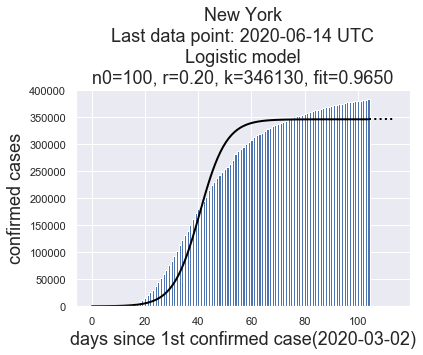 New York
Last data point: 2020-06-14 UTC
Logistic model
n0=100, r=0.20, k=346130, fit=0.9650
400000
350000
300000
250000
200000
150000
100000
50000
0
confirmed cases
0 20 40 60 80 100
days since 1st confirmed case(2020-03-02)